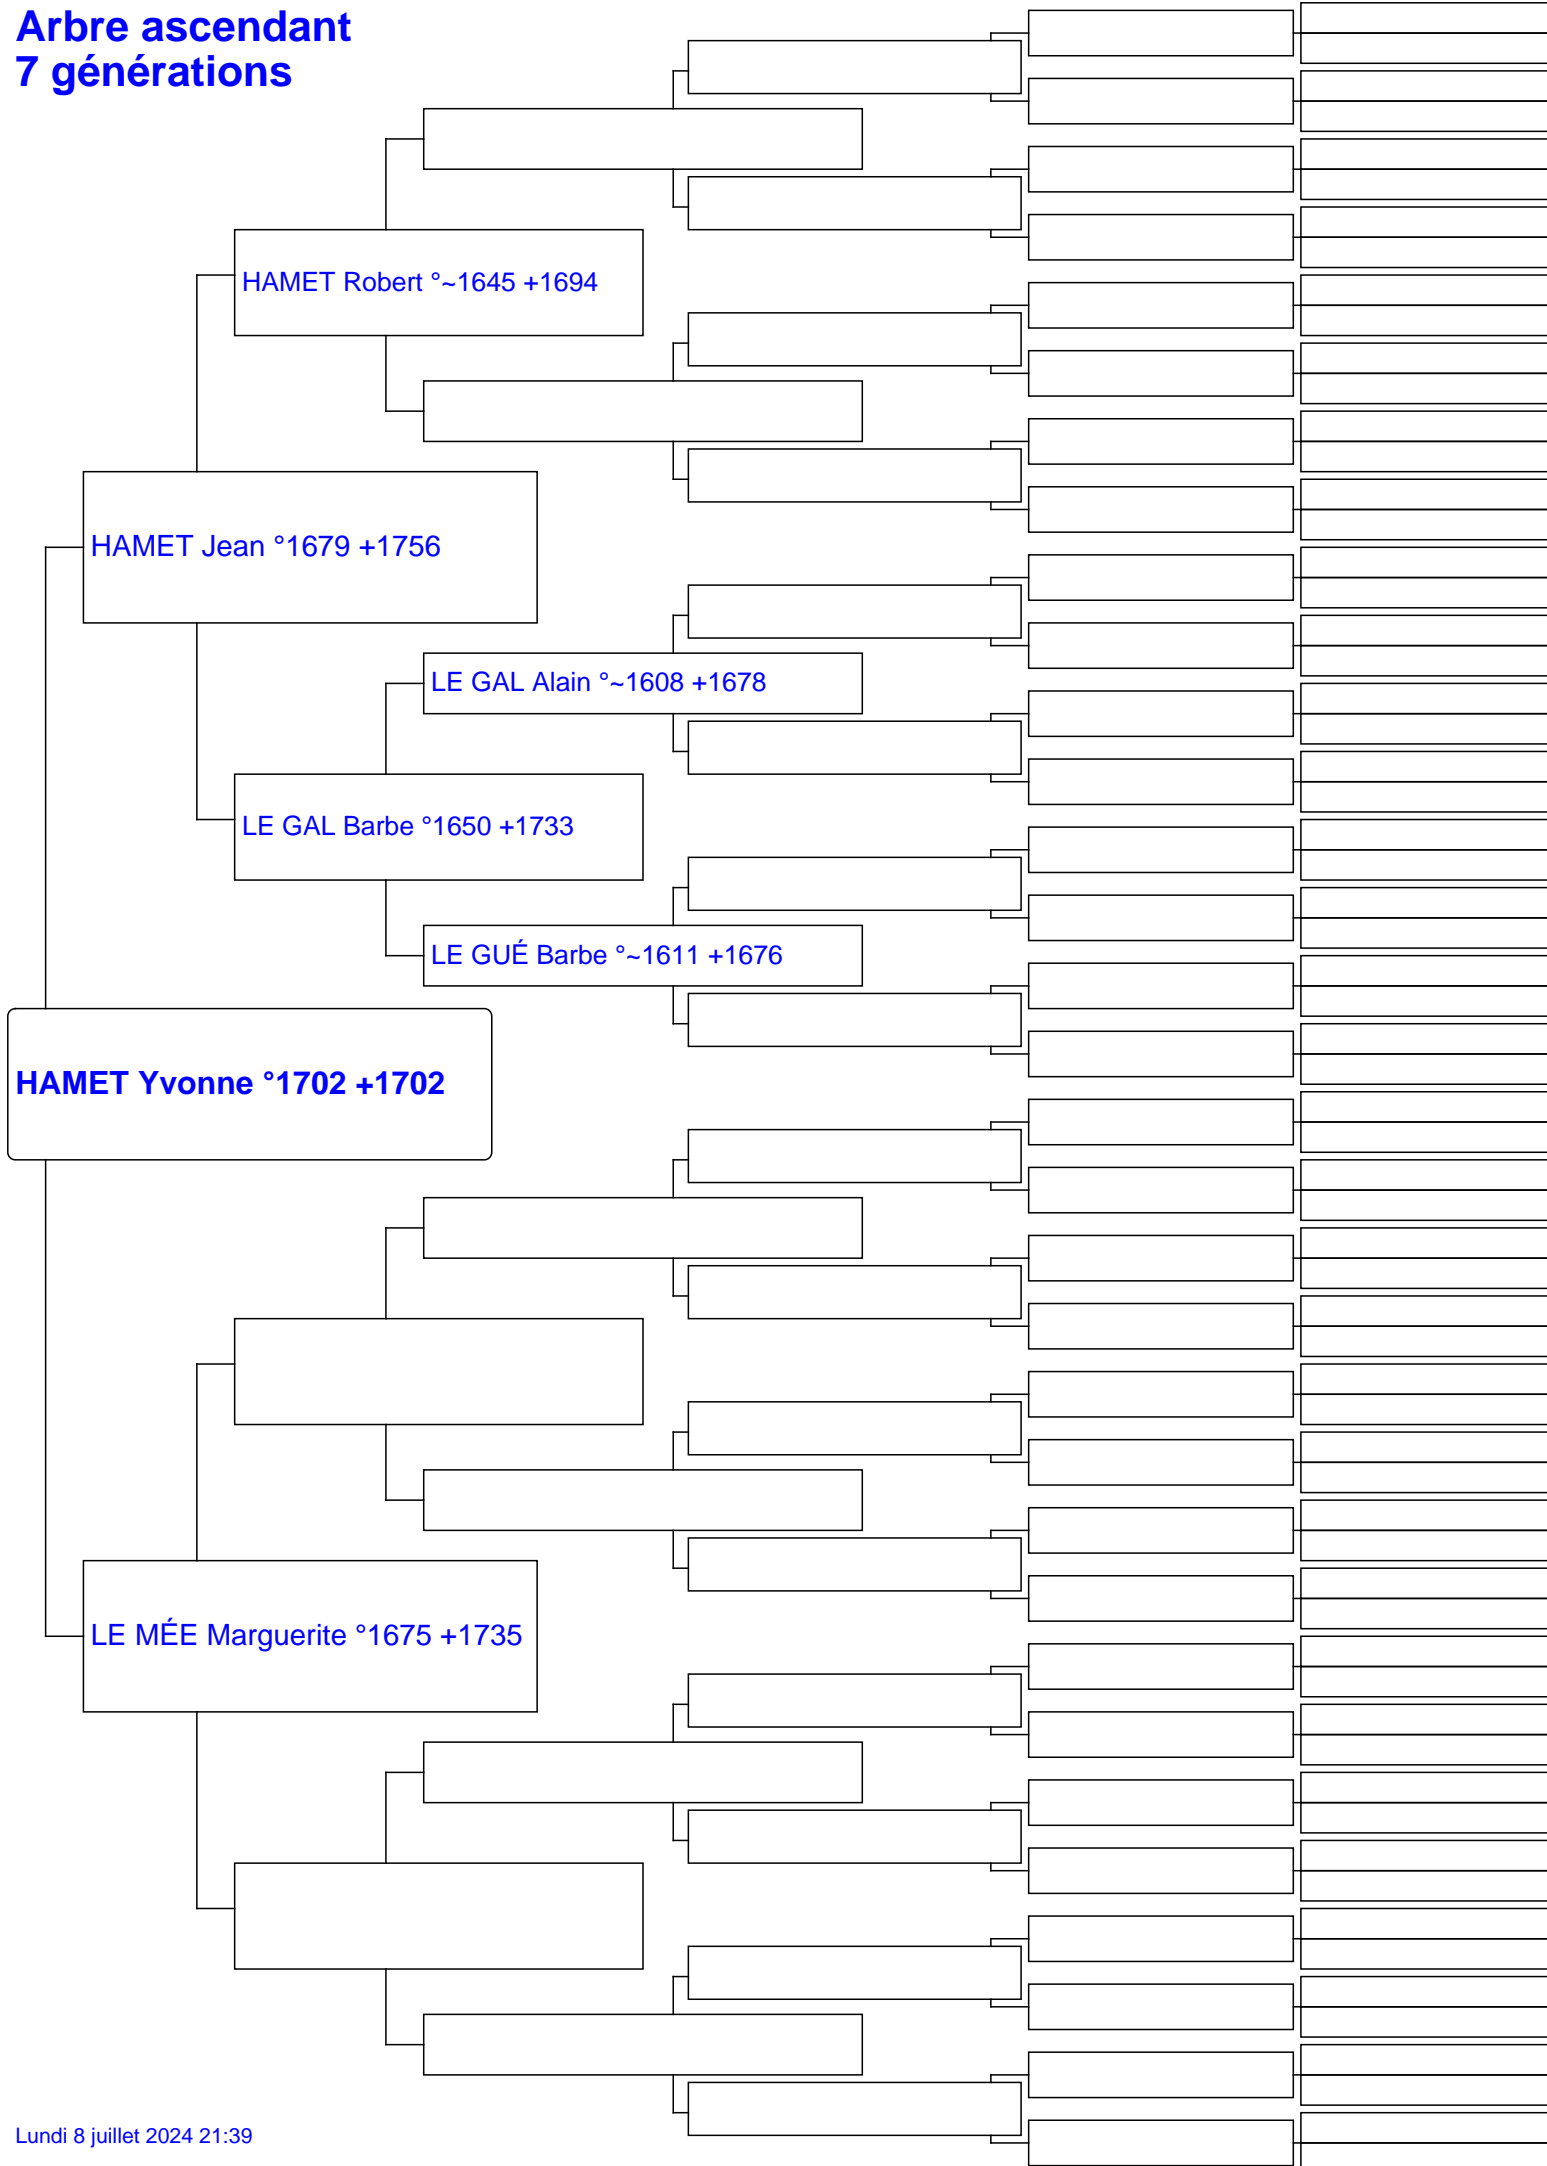 Arbre ascendant
7 générations
HAMET Robert °~1645 +1694
HAMET Jean °1679 +1756
LE GAL Alain °~1608 +1678
LE GAL Barbe °1650 +1733
LE GUÉ Barbe °~1611 +1676
HAMET Yvonne °1702 +1702
LE MÉE Marguerite °1675 +1735
Lundi 8 juillet 2024 21:39